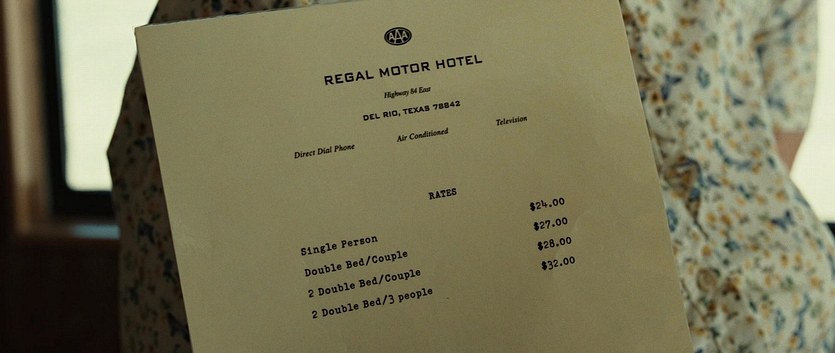 AAA
REGAL MOTOR HOTEL
Highway 84 East
DEL RIO, TEXAS 78842
Direct Dial Phone Air Conditioned Television
RATES
Single Person $24.00
Double Bed/Couple $27.00
2 Double Bed/Couple $28.00
2 Double Bed/3 people $32.00